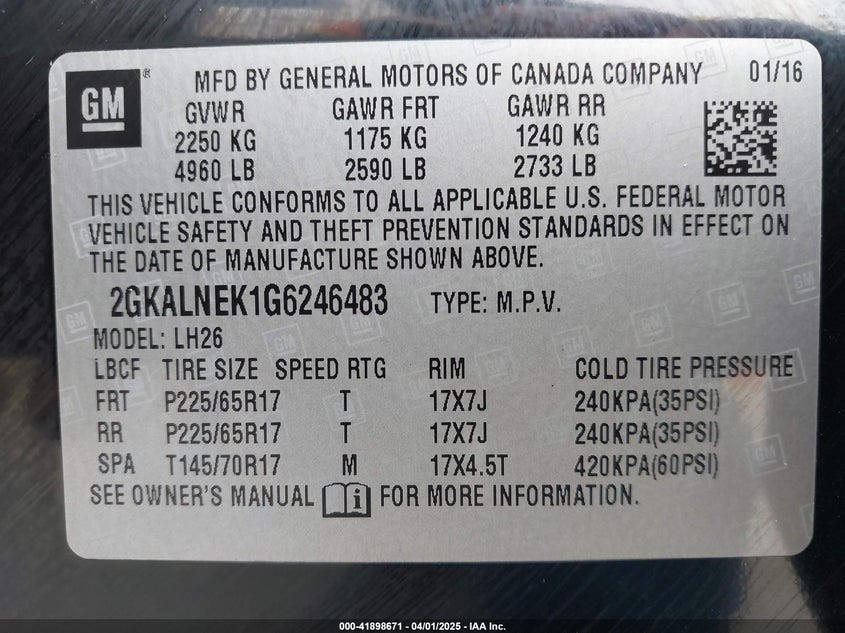 GM ® MFD BY GENERAL MOTORS OF CANADA COMPANY 01/16
GVWR GAWR FRT GAWR RR
2250 KG 1175 KG 1240 KG
4960 LB 2590 LB 2733 LB
THIS VEHICLE CONFORMS TO ALL APPLICABLE U.S. FEDERAL MOTOR
VEHICLE SAFETY AND THEFT PREVENTION STANDARDS IN EFFECT ON
THE DATE OF MANUFACTURE SHOWN ABOVE.
2GKALNEK1G6246483 TYPE: M.P.V.
MODEL: LH26
LBCF TIRE SIZE SPEED RTG RIM COLD TIRE PRESSURE
FRT P225/65R17 T 17X7J 240KPA(35PSI)
RR P225/65R17 T 17X7J 240KPA(35PSI)
SPA T145/70R17 M 17X4.5T 420KPA(60PSI)
SEE OWNER'S MANUAL i FOR MORE INFORMATION.
000-41898671 - 04/01/2025 - IAA Inc.